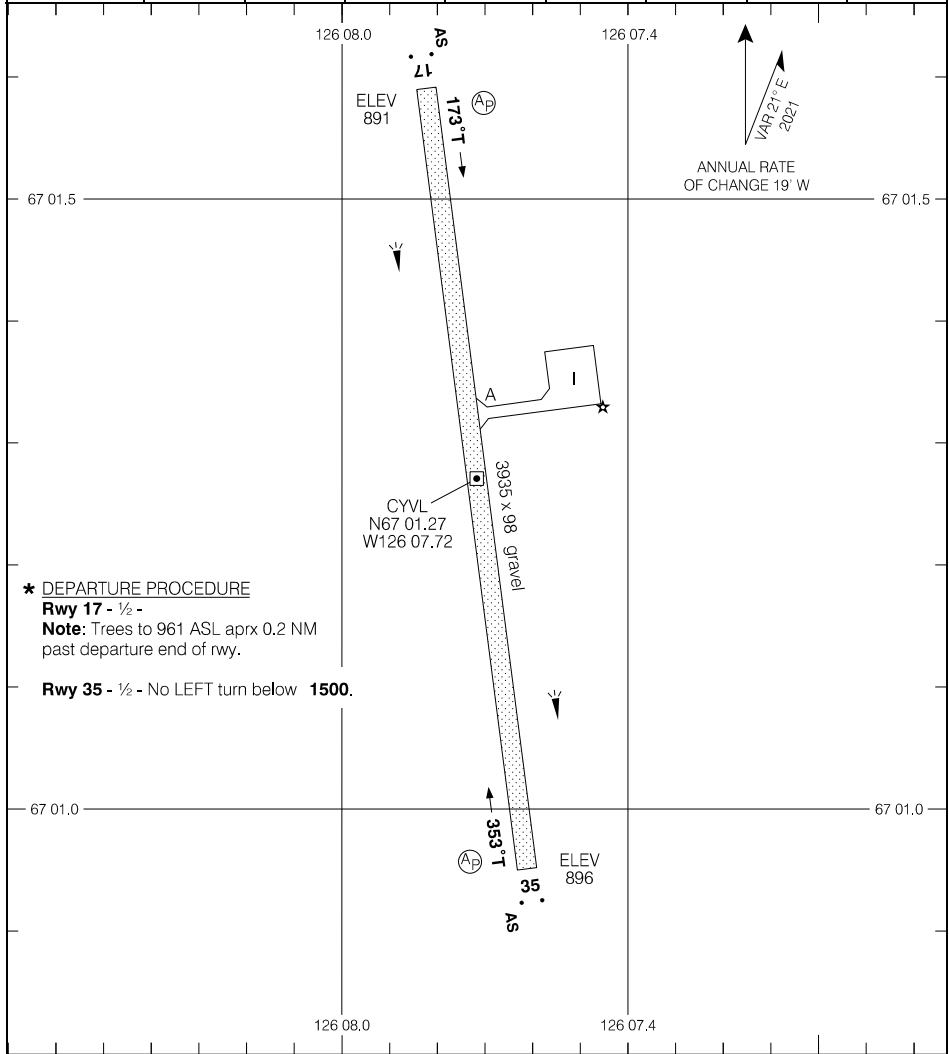 126 08.0
126 07.4
AS
17
ELEV
891
173°T
AP
VAR 21° E
2021
ANNUAL RATE
OF CHANGE 19' W
67 01.5
67 01.5
A
I
3935 x 98 gravel
CYVL
N67 01.27
W126 07.72
* DEPARTURE PROCEDURE
Rwy 17 - ½ -
Note: Trees to 961 ASL aprx 0.2 NM
past departure end of rwy.
Rwy 35 - ½ - No LEFT turn below 1500.
67 01.0
67 01.0
353°T
AP
ELEV
896
35
AS
126 08.0
126 07.4